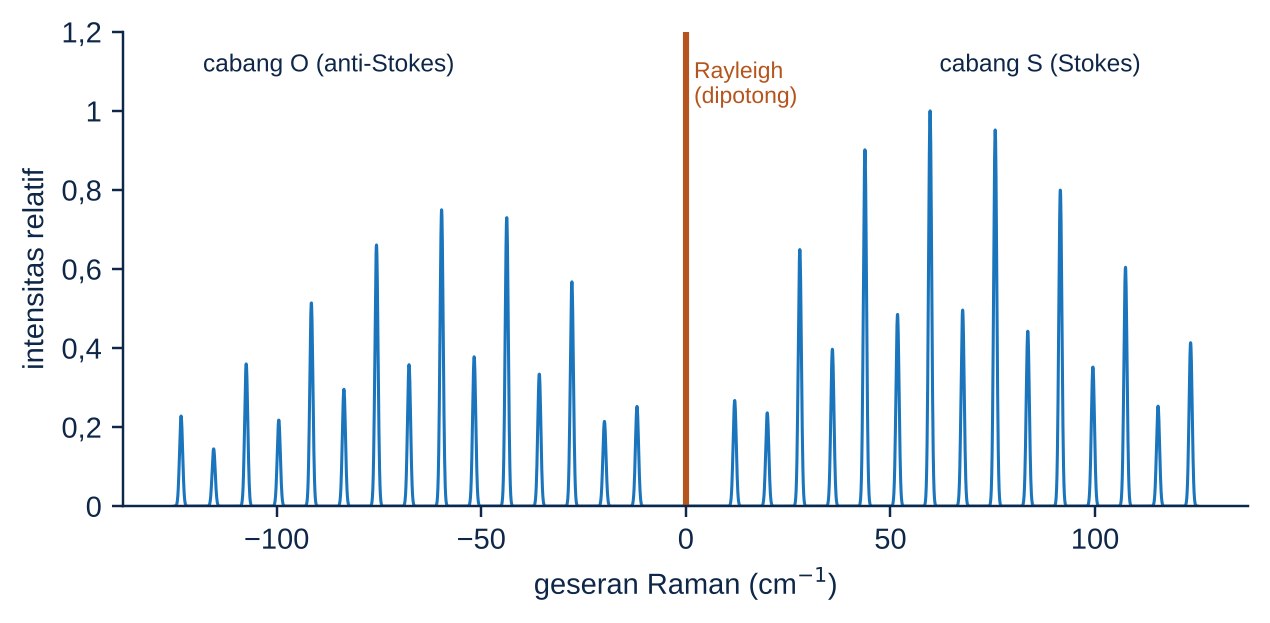 1,2
cabang O (anti-Stokes)
cabang S (Stokes)
Rayleigh
(dipotong)
1
0,8
0,6
0,4
0,2
0
intensitas relatif
−100
−50
0
50
100
geseran Raman (cm⁻¹)